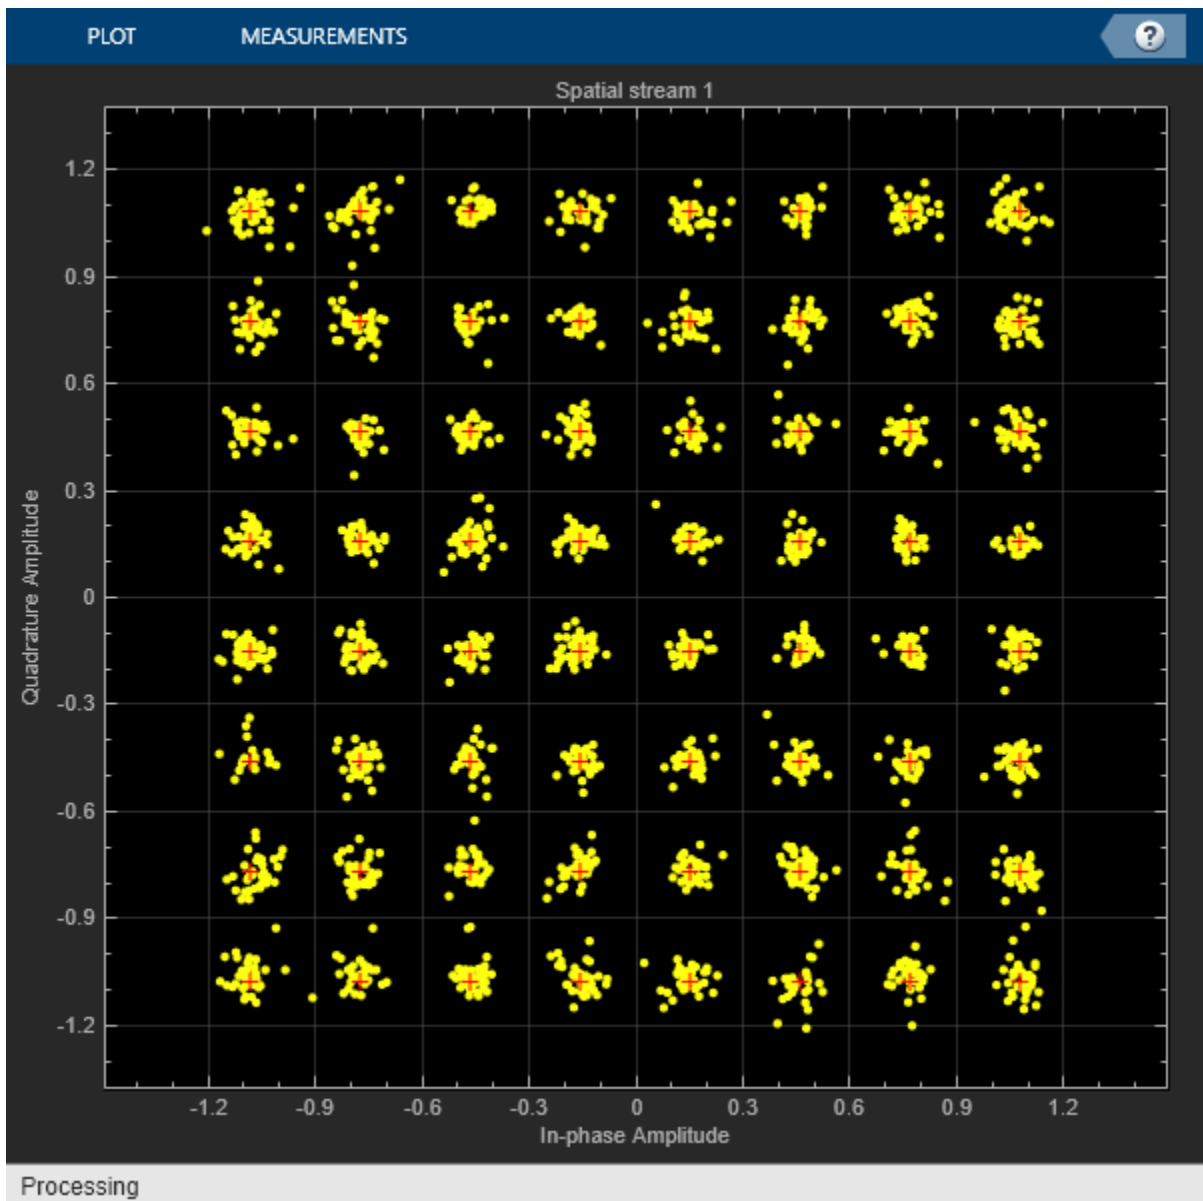 PLOT MEASUREMENTS ?
Spatial stream 1
1.2
0.9
0.6
0.3
0
-0.3
-0.6
-0.9
-1.2
Quadrature Amplitude
-1.2 -0.9 -0.6 -0.3 0 0.3 0.6 0.9 1.2
In-phase Amplitude
Processing